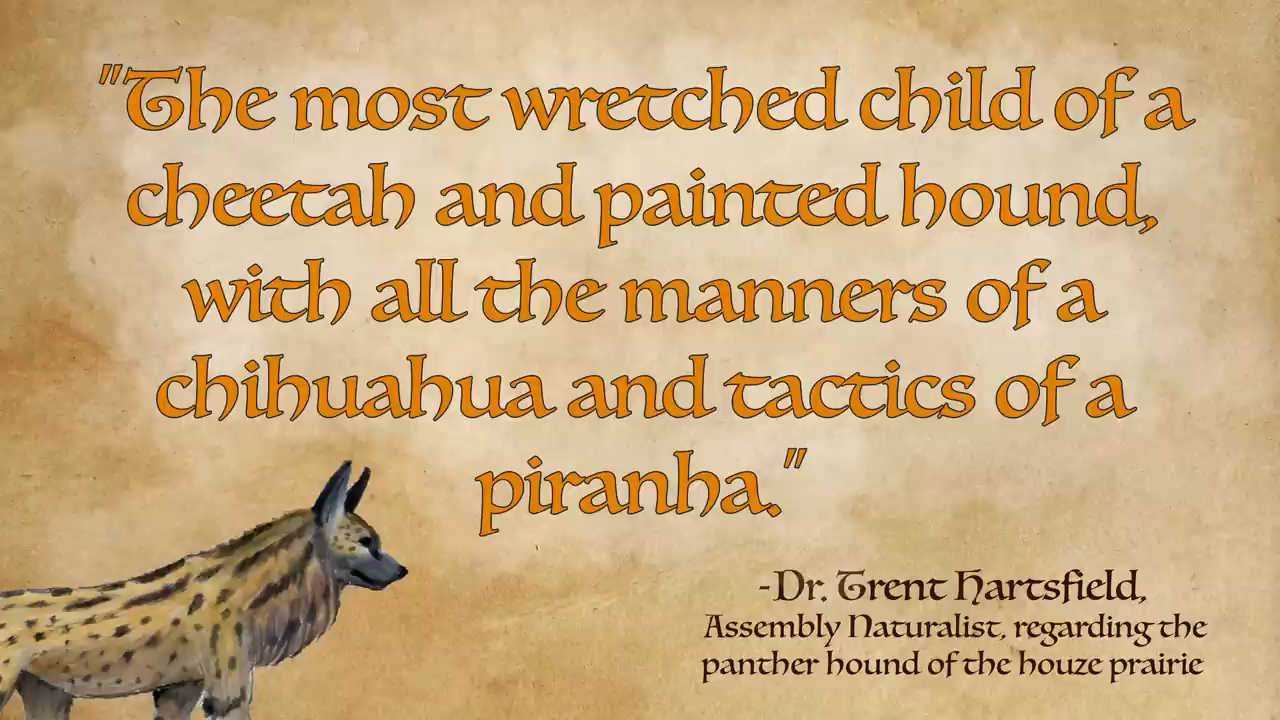 "The most wretched child of a
cheetah and painted hound,
with all the manners of a
chihuahua and tactics of a
piranha."
-Dr. Trent Hartsfield,
Assembly Naturalist, regarding the
panther hound of the houze prairie